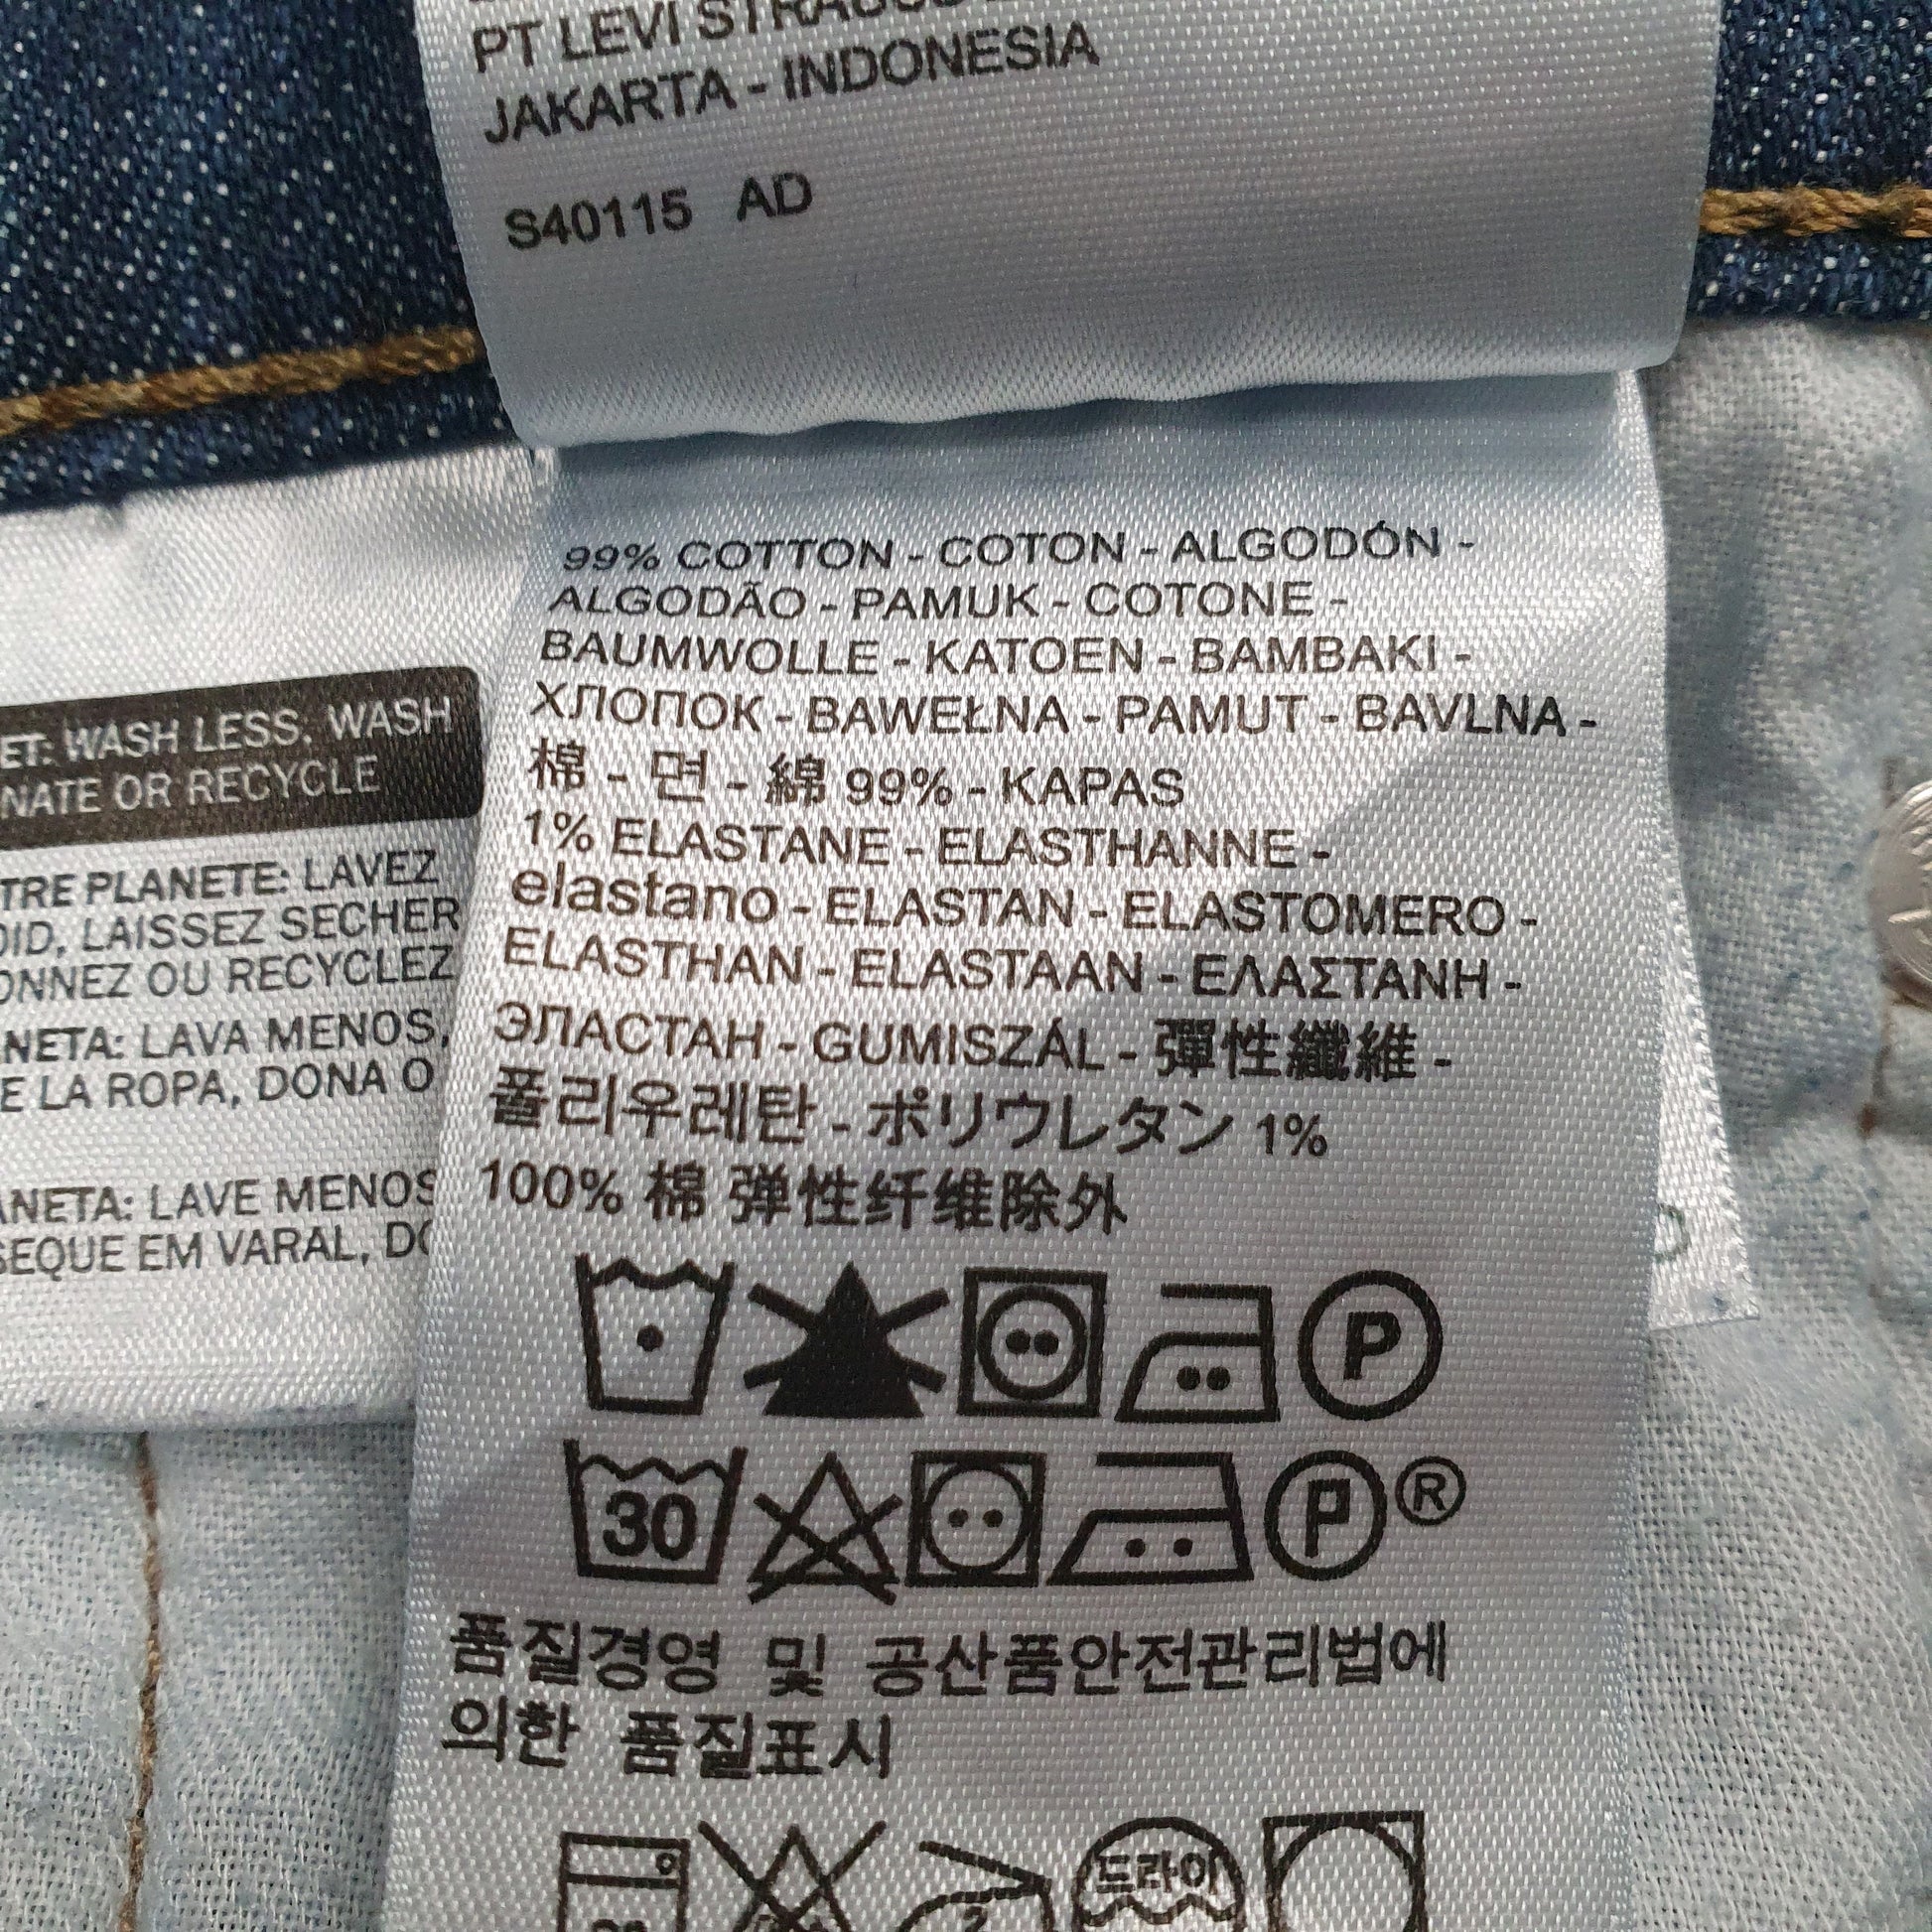 PT LEVI STRAUSS
JAKARTA - INDONESIA
S40115 AD
99% COTTON - COTON - ALGODÓN -
ALGODÃO - PAMUK - COTONE -
BAUMWOLLE - KATOEN - BAMBAKI -
ХЛОПОК - BAWEŁNA - PAMUT - BAVLNA -
棉 - 면 - 綿 99% - KAPAS
1% ELASTANE - ELASTHANNE -
elastano - ELASTAN - ELASTOMERO -
ELASTHAN - ELASTAAN - ΕΛΑΣΤΑΝΗ -
ЭЛАСТАН - GUMISZÁL - 彈性纖維 -
폴리우레탄 - ポリウレタン 1%
100% 棉 弹性纤维除外
P
30 P ®
품질경영 및 공산품안전관리법에
의한 품질표시
2 드라이
ET: WASH LESS, WASH
NATE OR RECYCLE
TRE PLANETE: LAVEZ
OID, LAISSEZ SECHER
ONNEZ OU RECYCLEZ
NETA: LAVA MENOS,
E LA ROPA, DONA O
ANETA: LAVE MENOS
SEQUE EM VARAL, DO